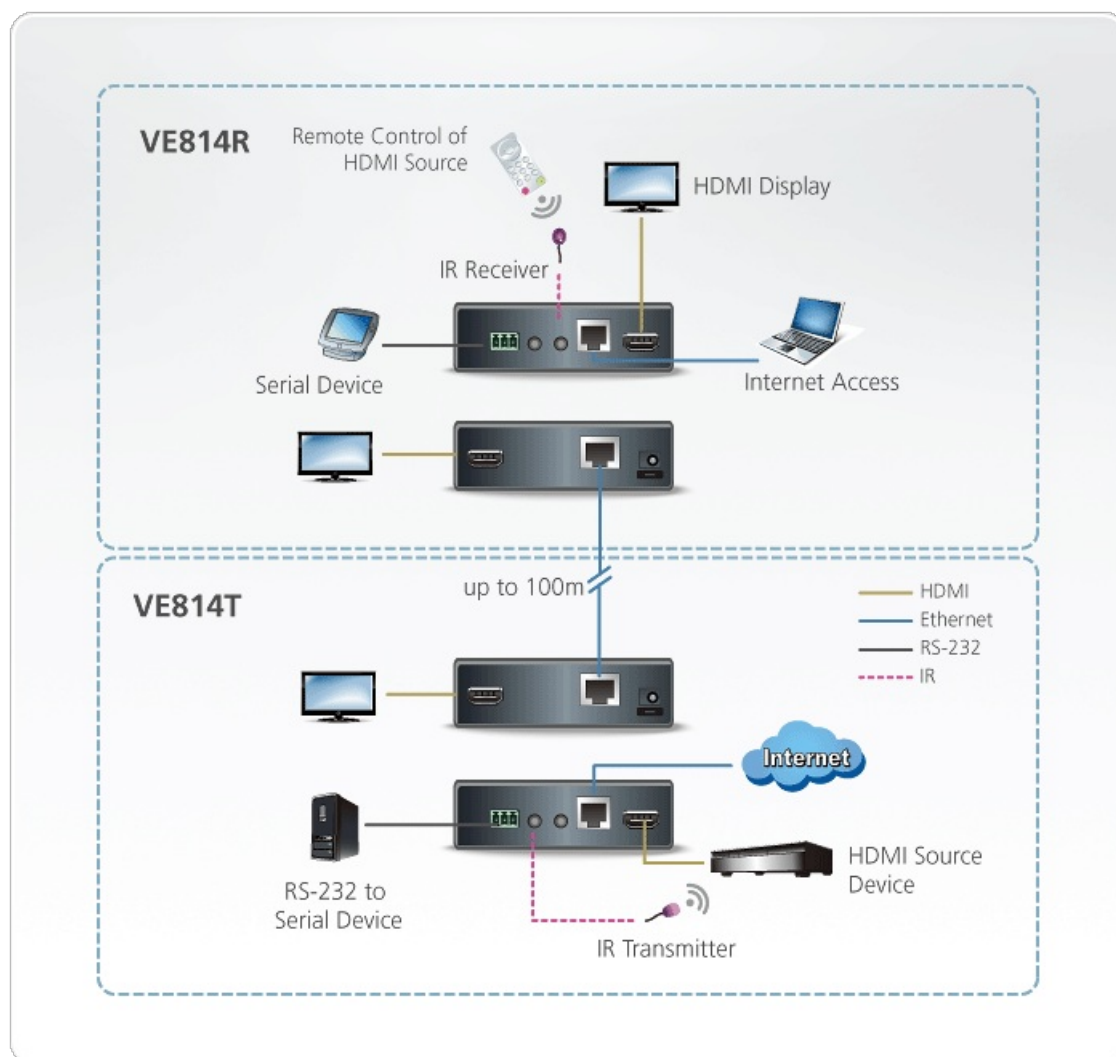 VE814R
Remote Control of
HDMI Source
HDMI Display
IR Receiver
Serial Device
Internet Access
up to 100m
VE814T
HDMI
Ethernet
RS-232
IR
Internet
RS-232 to
Serial Device
HDMI Source
Device
IR Transmitter